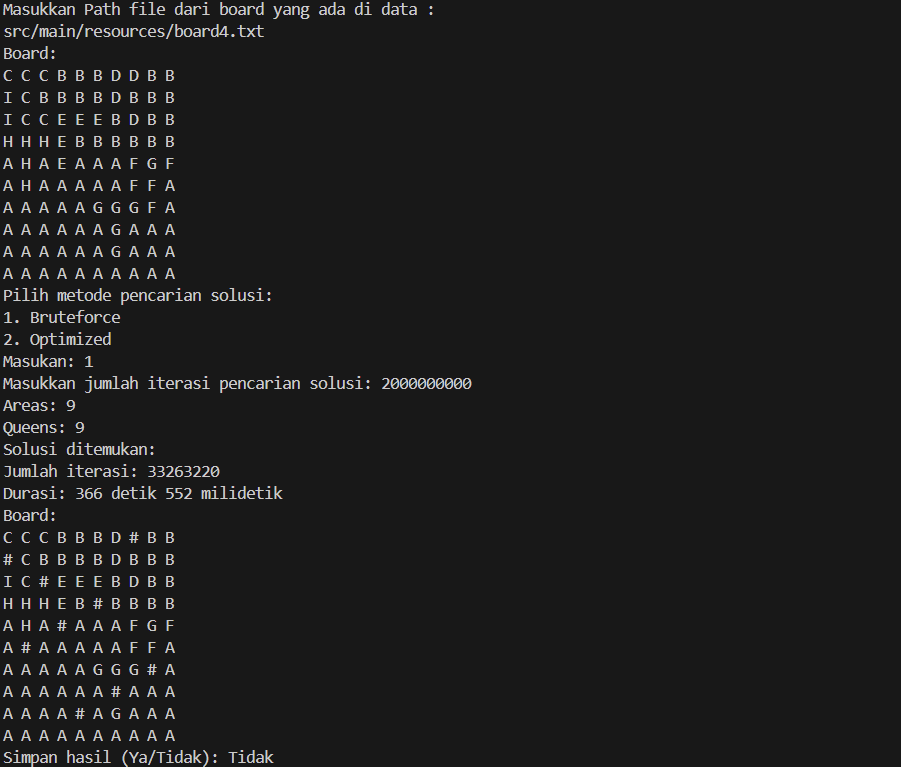 Masukkan Path file dari board yang ada di data :
src/main/resources/board4.txt
Board:
C C C B B B D D B B
I C B B B B D B B B
I C C E E E B D B B
H H H E B B B B B B
A H A E A A A F G F
A H A A A A A F F A
A A A A A G G G F A
A A A A A A G A A A
A A A A A A G A A A
A A A A A A A A A A
Pilih metode pencarian solusi:
1. Bruteforce
2. Optimized
Masukan: 1
Masukkan jumlah iterasi pencarian solusi: 2000000000
Areas: 9
Queens: 9
Solusi ditemukan:
Jumlah iterasi: 33263220
Durasi: 366 detik 552 milidetik
Board:
C C C B B B D # B B
# C B B B B D B B B
I C # E E E B D B B
H H H E B # B B B B
A H A # A A A F G F
A # A A A A A F F A
A A A A A G G G # A
A A A A A A # A A A
A A A A # A G A A A
A A A A A A A A A A
Simpan hasil (Ya/Tidak): Tidak